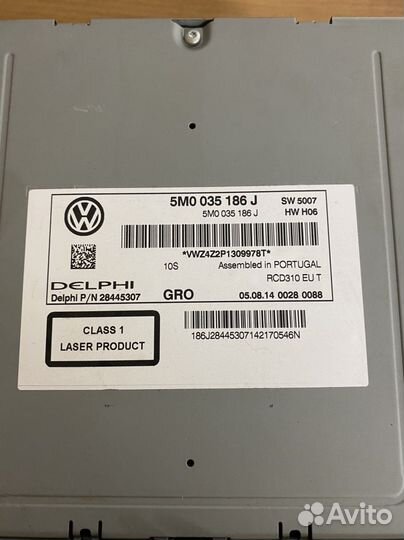 5M0 035 186 J SW 5007
5M0 035 186 J HW H06
*VWZ4Z2P1309978T*
10S Assembled in PORTUGAL
DELPHI RCD310 EU T
Delphi P/N 28445307 GRO 05.08.14 0028 0088
CLASS 1
LASER PRODUCT
186J28445307142170546N
Avito